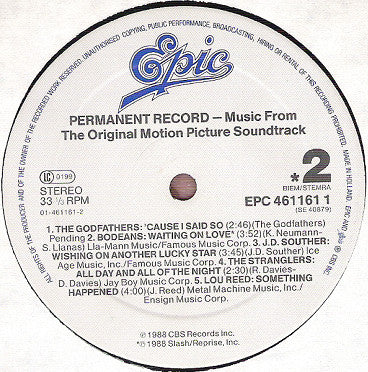 ALL RIGHTS OF THE PRODUCER AND OF THE OWNER OF THE RECORDED WORK RESERVED. UNAUTHORISED COPYING, PUBLIC PERFORMANCE, BROADCASTING, HIRING OR RENTAL OF THIS RECORDING PROHIBITED. MADE IN HOLLAND. EPIC AND
CBS INC.
Epic
PERMANENT RECORD – Music From
The Original Motion Picture Soundtrack
LC 0199
STEREO
33 ⅓ RPM
01-461161-2
*2
BIEM/STEMRA
EPC 461161 1
(SE 40879)
1. THE GODFATHERS: 'CAUSE I SAID SO (2:46)(The Godfathers)
Pending 2. BODEANS: WAITING ON LOVE* (3:52)(K. Neumann-
S. Llanas) Lla-Mann Music/Famous Music Corp. 3. J.D. SOUTHER:
WISHING ON ANOTHER LUCKY STAR (3:45)(J.D. Souther) Ice
Age Music, Inc./Famous Music Corp. 4. THE STRANGLERS:
ALL DAY AND ALL OF THE NIGHT (2:30)(R. Davies-
D. Davies) Jay Boy Music Corp. 5. LOU REED: SOMETHING
HAPPENED (4:00)(J. Reed) Metal Machine Music, Inc./
Ensign Music Corp.
℗ 1988 CBS Records Inc.
*℗ 1988 Slash/Reprise, Inc.